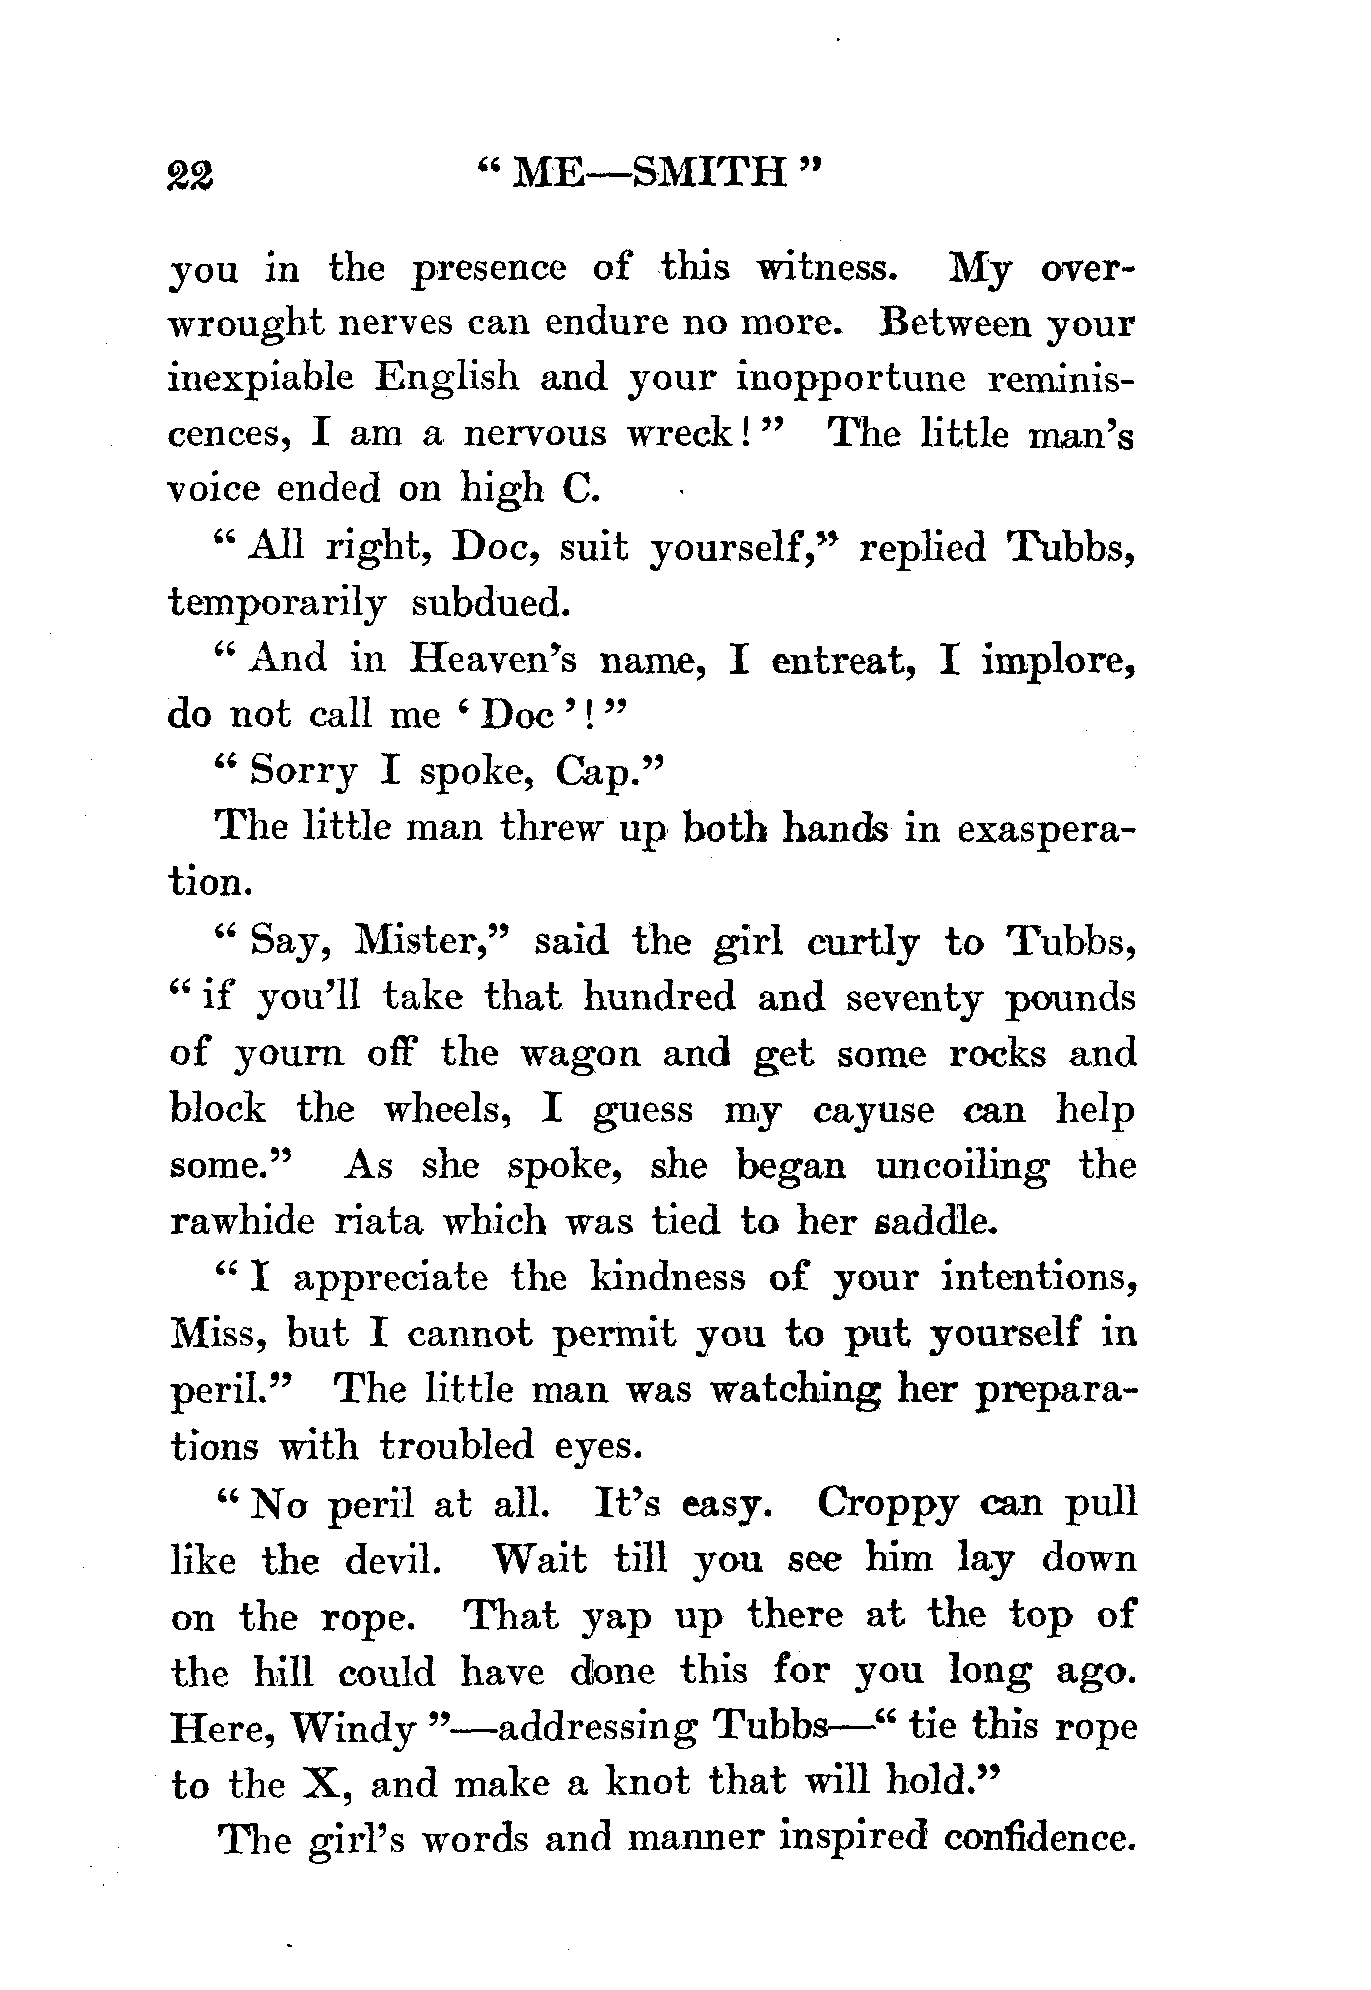 22 “ ME—SMITH ”
you in the presence of this witness. My over-
wrought nerves can endure no more. Between your
inexpiable English and your inopportune reminis-
cences, I am a nervous wreck! ” The little man’s
voice ended on high C.
“ All right, Doc, suit yourself,” replied Tubbs,
temporarily subdued.
“ And in Heaven’s name, I entreat, I implore,
do not call me ‘ Doc ’! ”
“ Sorry I spoke, Cap.”
The little man threw up both hands in exaspera-
tion.
“ Say, Mister,” said the girl curtly to Tubbs,
“ if you’ll take that hundred and seventy pounds
of yourn off the wagon and get some rocks and
block the wheels, I guess my cayuse can help
some.” As she spoke, she began uncoiling the
rawhide riata which was tied to her saddle.
“ I appreciate the kindness of your intentions,
Miss, but I cannot permit you to put yourself in
peril.” The little man was watching her prepara-
tions with troubled eyes.
“ No peril at all. It’s easy. Croppy can pull
like the devil. Wait till you see him lay down
on the rope. That yap up there at the top of
the hill could have done this for you long ago.
Here, Windy ”—addressing Tubbs—“ tie this rope
to the X, and make a knot that will hold.”
The girl’s words and manner inspired confidence.